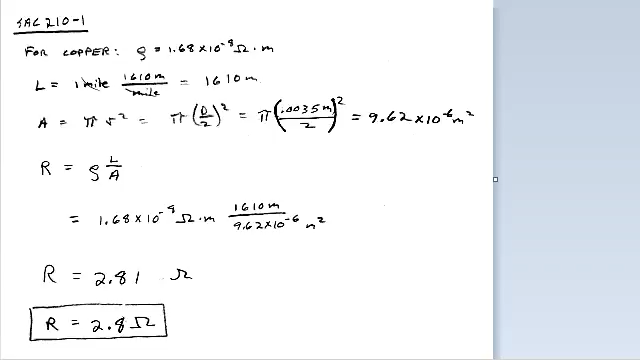 SAC 210-1
FOR COPPER: ρ = 1.68 × 10⁻⁸ Ω · m
L = 1 mile 1610 m / mile = 1610 m
A = π r² = π (D/2)² = π (.0035 m / 2)² = 9.62 × 10⁻⁶ m²
R = ρ L/A
= 1.68 × 10⁻⁸ Ω · m 1610 m / 9.62 × 10⁻⁶ m²
R = 2.81 Ω
R = 2.8 Ω